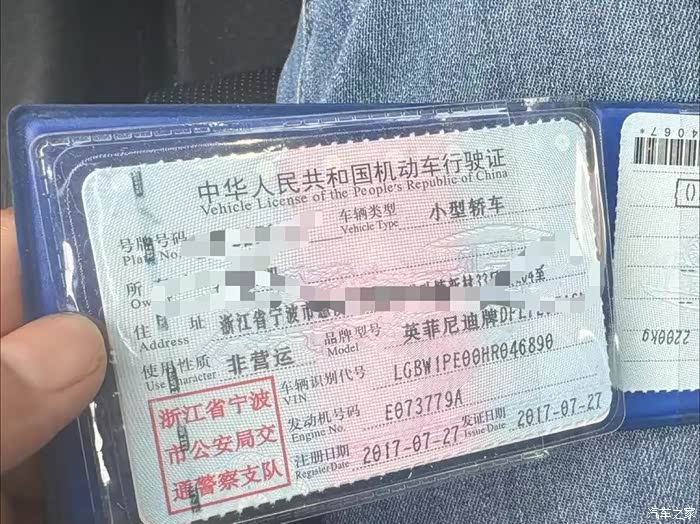 中华人民共和国机动车行驶证
Vehicle License of the People's Republic of China
号牌号码 车辆类型 小型轿车
Plate No. Vehicle Type
所
Owner
住 址 浙江省宁波市
Address
使用性质 非营运 品牌型号 英菲尼迪牌
Use Character Model
车辆识别代号 LGBW1PE00HR046890
VIN
发动机号码 E073779A
Engine No.
注册日期 2017-07-27 发证日期 2017-07-27
Register Date Issue Date
浙江省宁波
市公安局交
通警察支队
4067*
2200kg
汽车之家